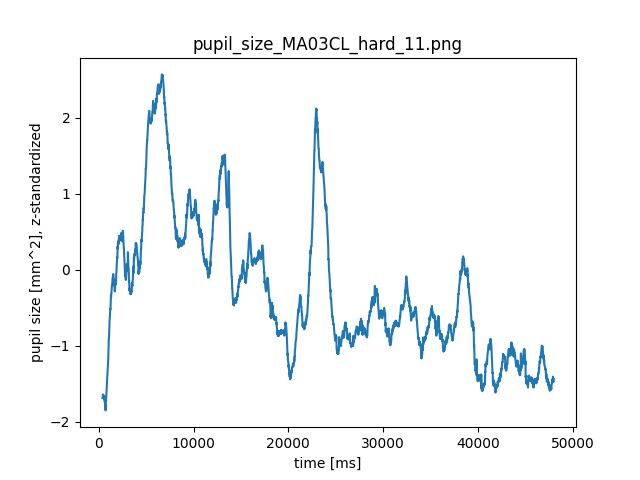 pupil_size_MA03CL_hard_11.png
pupil size [mm^2], z-standardized
2
1
0
−1
−2
0 10000 20000 30000 40000 50000
time [ms]